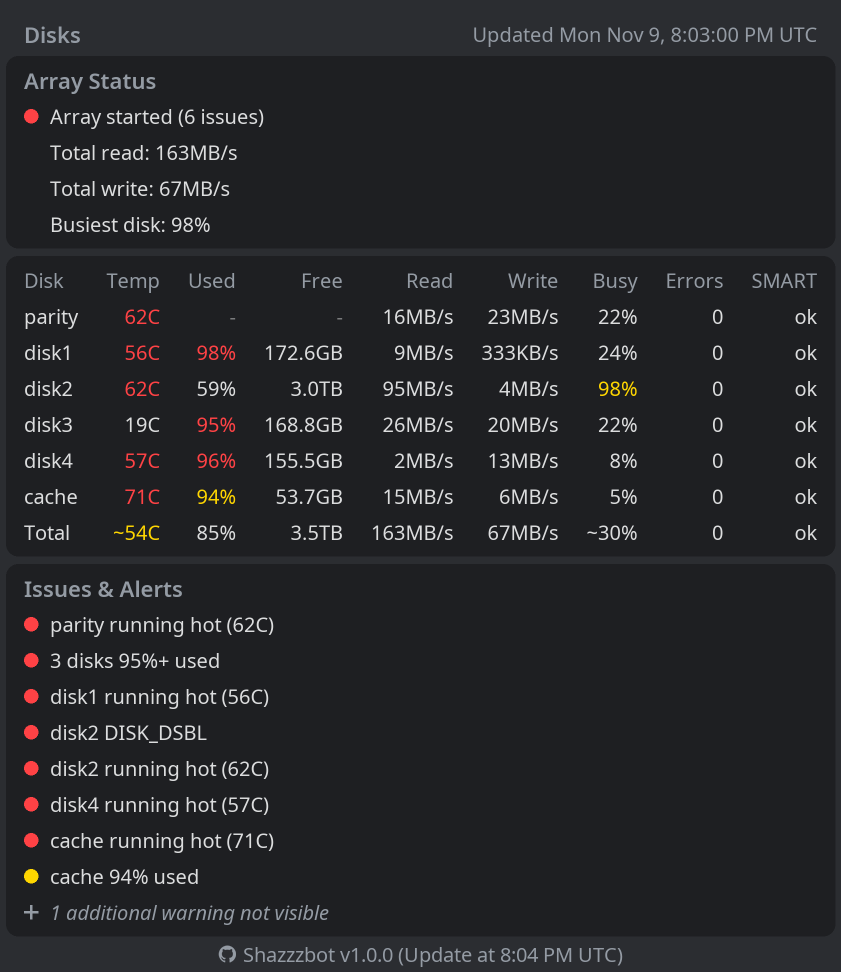 Disks Updated Mon Nov 9, 8:03:00 PM UTC
Array Status
Array started (6 issues)
Total read: 163MB/s
Total write: 67MB/s
Busiest disk: 98%
Disk Temp Used Free Read Write Busy Errors SMART
parity 62C - - 16MB/s 23MB/s 22% 0 ok
disk1 56C 98% 172.6GB 9MB/s 333KB/s 24% 0 ok
disk2 62C 59% 3.0TB 95MB/s 4MB/s 98% 0 ok
disk3 19C 95% 168.8GB 26MB/s 20MB/s 22% 0 ok
disk4 57C 96% 155.5GB 2MB/s 13MB/s 8% 0 ok
cache 71C 94% 53.7GB 15MB/s 6MB/s 5% 0 ok
Total ~54C 85% 3.5TB 163MB/s 67MB/s ~30% 0 ok
Issues & Alerts
parity running hot (62C)
3 disks 95%+ used
disk1 running hot (56C)
disk2 DISK_DSBL
disk2 running hot (62C)
disk4 running hot (57C)
cache running hot (71C)
cache 94% used
+ 1 additional warning not visible
Shazzzbot v1.0.0 (Update at 8:04 PM UTC)